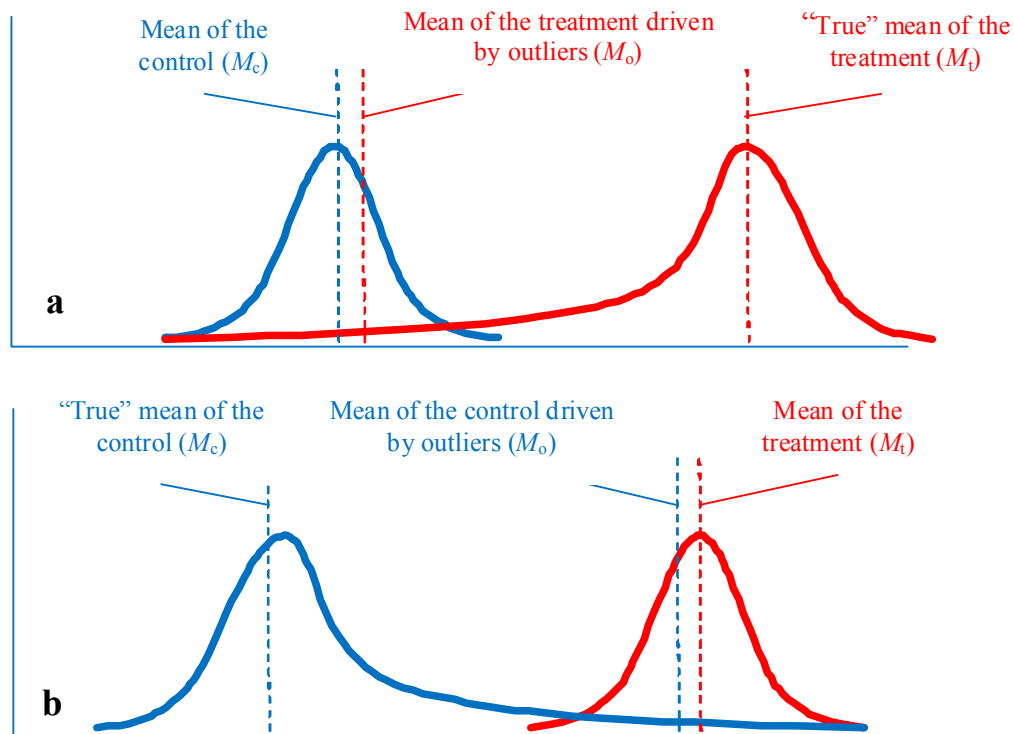 Mean of the
control (Mc)
Mean of the treatment driven
by outliers (Mo)
“True” mean of the
treatment (Mt)
a
“True” mean of the
control (Mc)
Mean of the control driven
by outliers (Mo)
Mean of the
treatment (Mt)
b